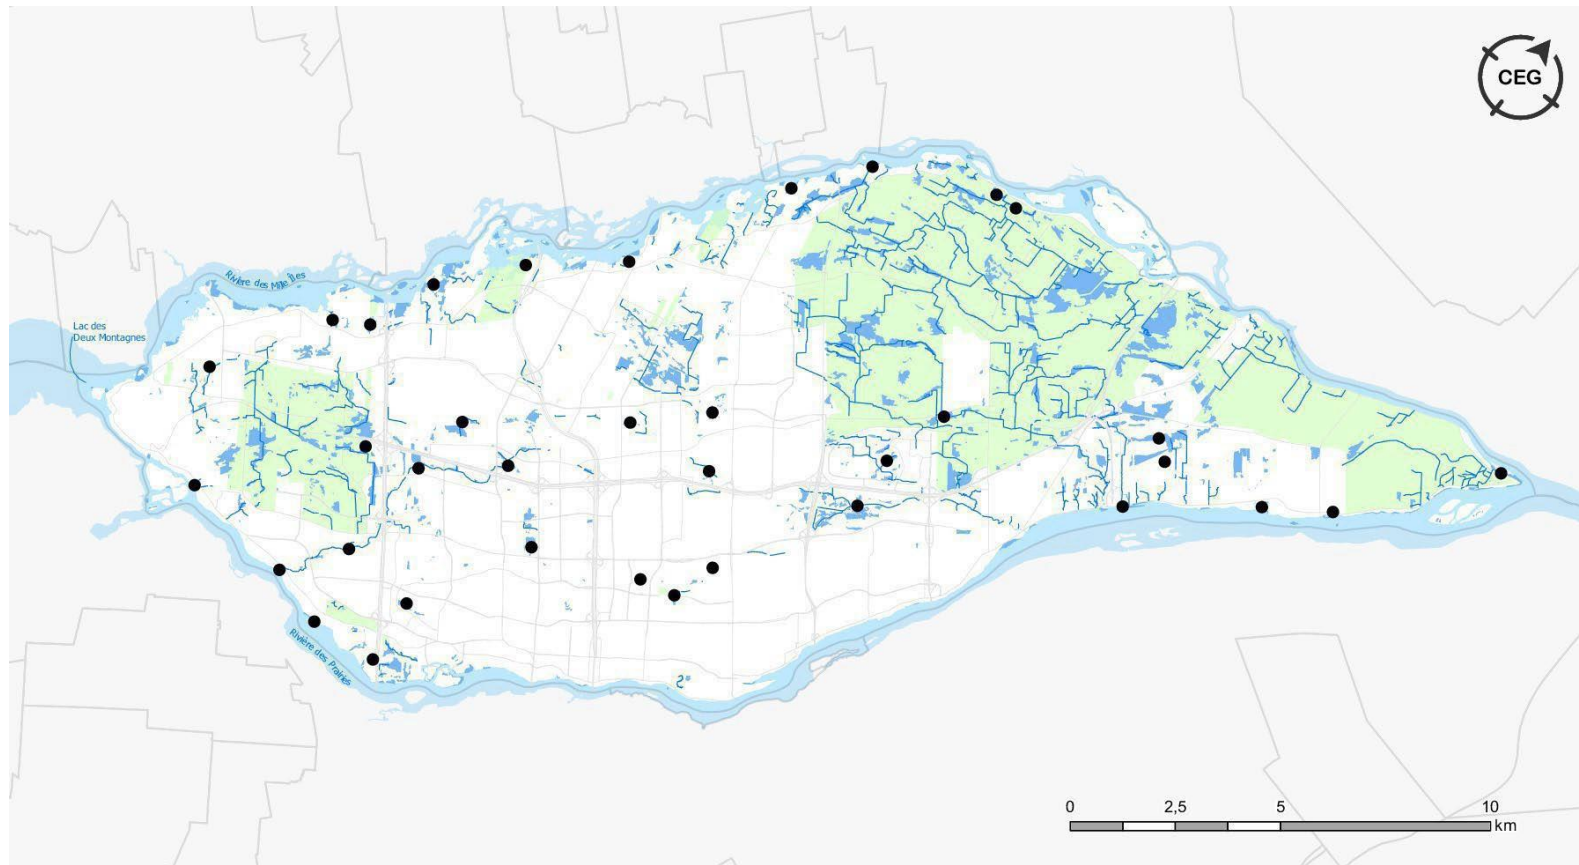 CEG
Rivière des Mille Îles
Lac des
Deux Montagnes
Rivière des Prairies
0 2,5 5 10
km